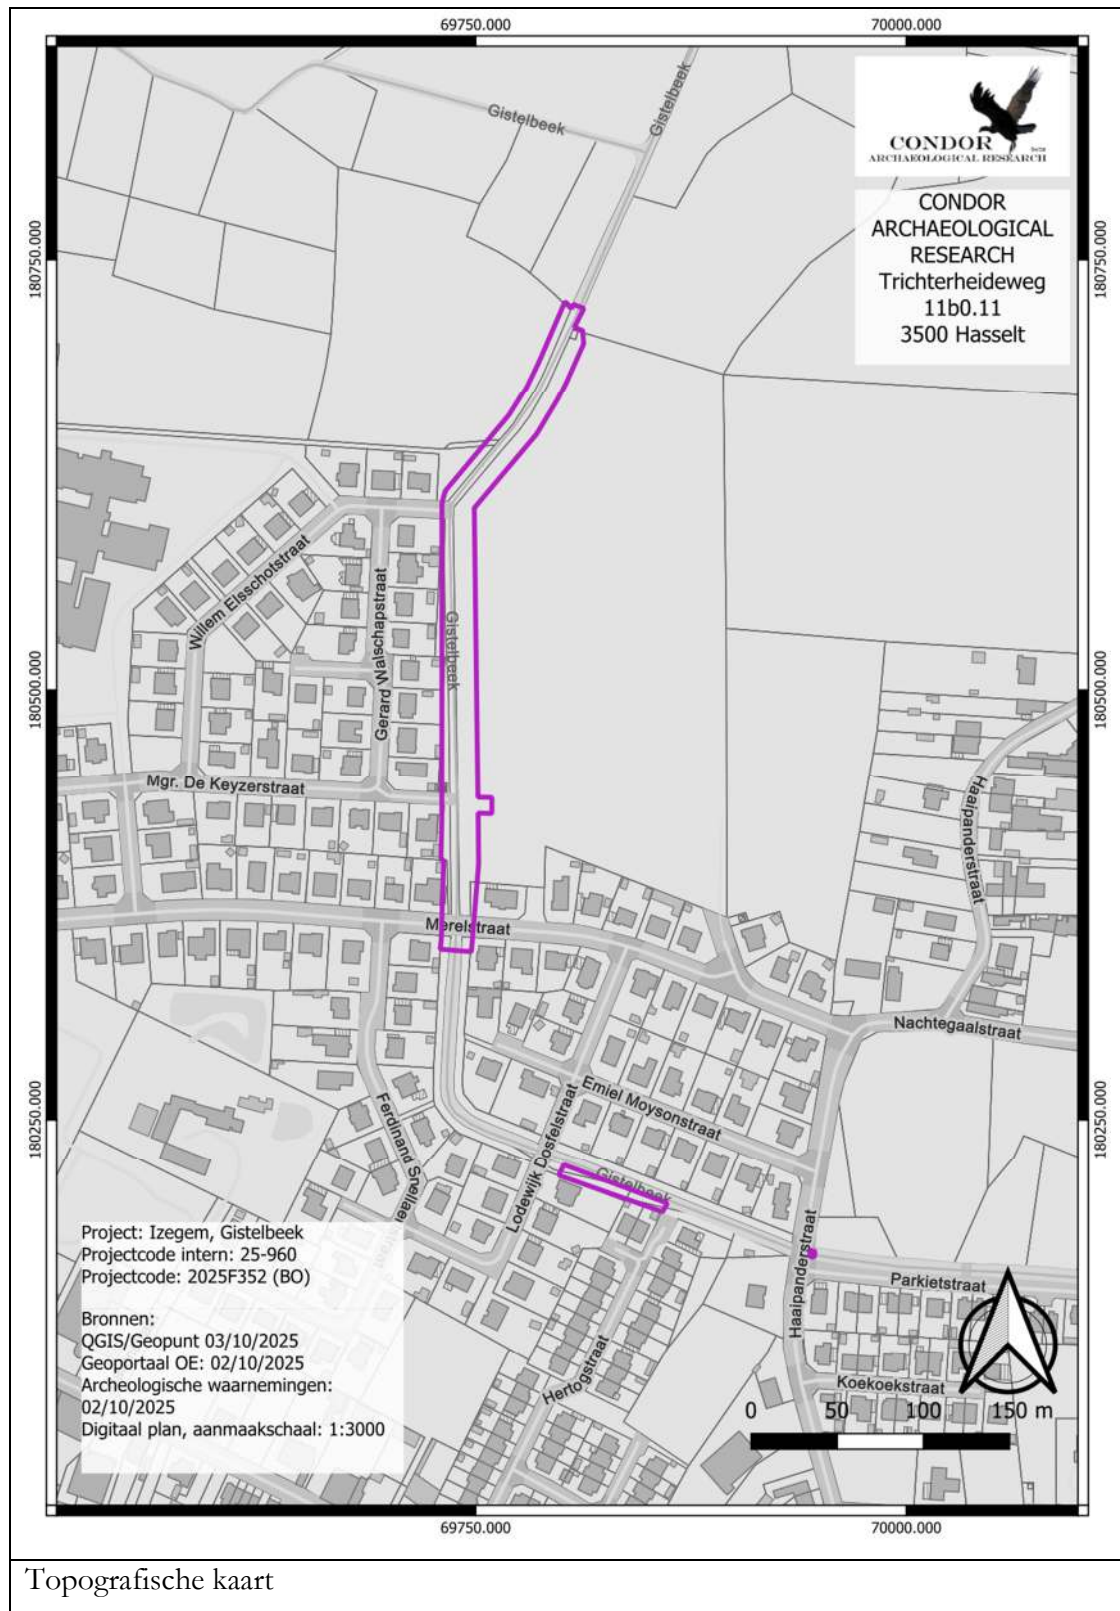 69750.000
70000.000
Gistelbeek
Gistelbeek
CONDOR
ARCHAEOLOGICAL RESEARCH
CONDOR
ARCHAEOLOGICAL
RESEARCH
Trichterheideweg
11b0.11
3500 Hasselt
180750.000
180750.000
Willem Elsschotstraat
Gerard Walschapstraat
Gistelbeek
180500.000
180500.000
Mgr. De Keyzerstraat
Haaipanderstraat
Merelstraat
Nachtegaalstraat
Emiel Moysonstraat
Ferdinand Snellaer
Lodewijk Dosfelstraat
180250.000
180250.000
Gistelbeek
Haaipanderstraat
Parkietstraat
Hertogstraat
Koekoekstraat
Project: Izegem, Gistelbeek
Projectcode intern: 25-960
Projectcode: 2025F352 (BO)
Bronnen:
QGIS/Geopunt 03/10/2025
Geoportaal OE: 02/10/2025
Archeologische waarnemingen:
02/10/2025
Digitaal plan, aanmaakschaal: 1:3000
0 50 100 150 m
69750.000
70000.000
Topografische kaart